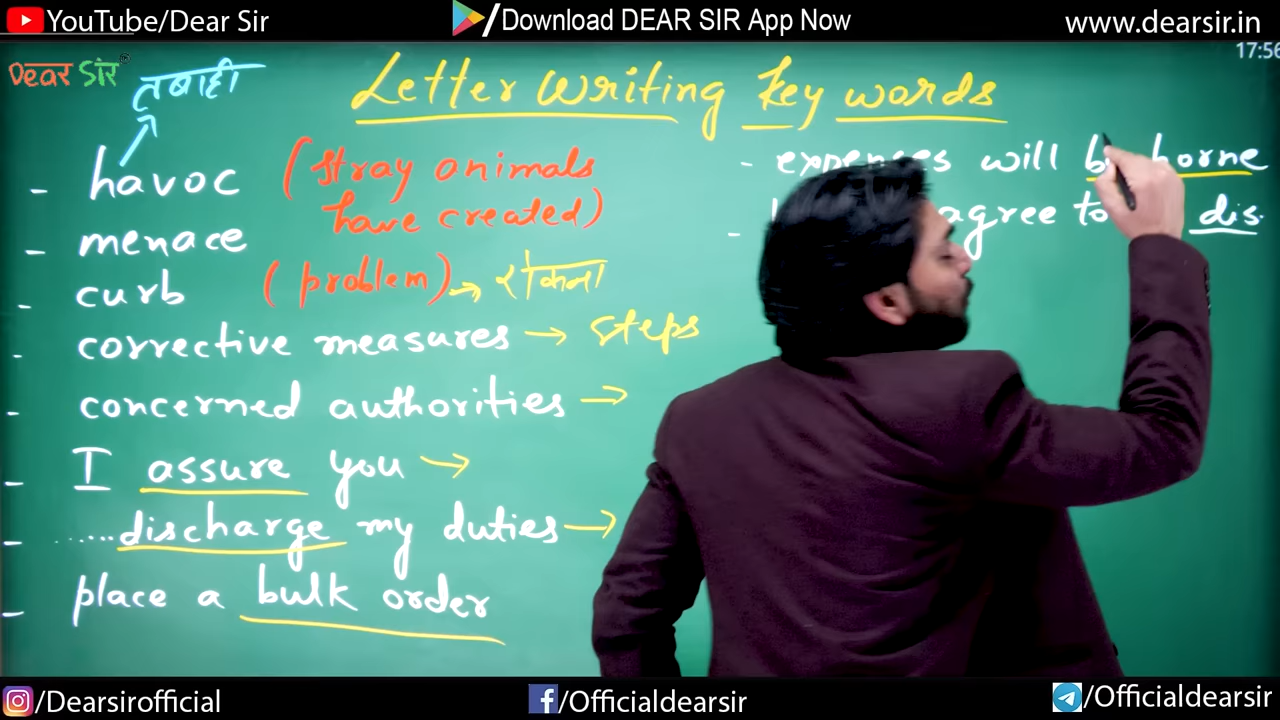 YouTube/Dear Sir
/Download DEAR SIR App Now
www.dearsir.in
17:56
Dearर Sir
तबाही
Letter Writing Key words
- havoc (stray animals have created)
- menace
- curb (problem) → रोकना
- corrective measures → steps
- concerned authorities →
- I assure you →
- .....discharge my duties →
- place a bulk order
- expenses will borne
- agree to dis.
/Dearsirofficial
/Officialdearsir
/Officialdearsir